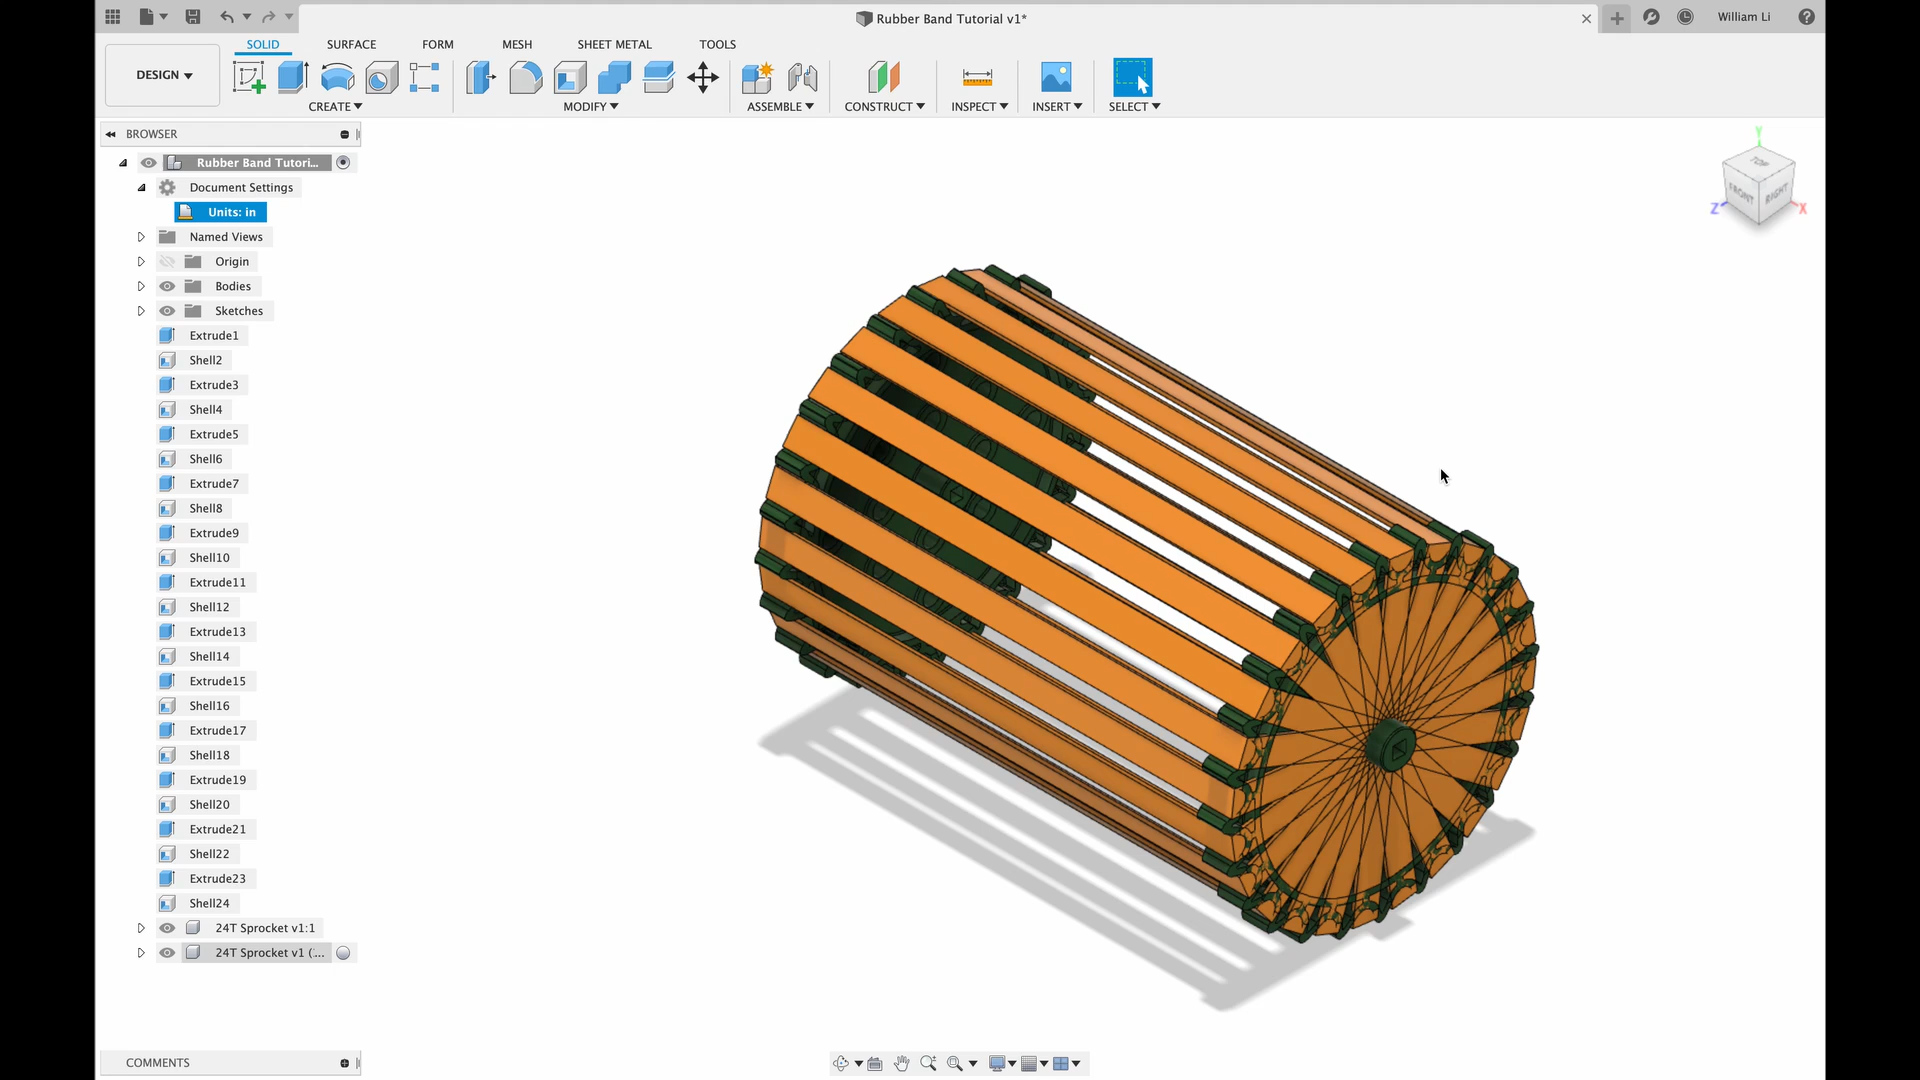 Rubber Band Tutorial v1*
William Li
DESIGN
SOLID
SURFACE
FORM
MESH
SHEET METAL
TOOLS
CREATE
MODIFY
ASSEMBLE
CONSTRUCT
INSPECT
INSERT
SELECT
BROWSER
Rubber Band Tutori...
Document Settings
Units: in
Named Views
Origin
Bodies
Sketches
Extrude1
Shell2
Extrude3
Shell4
Extrude5
Shell6
Extrude7
Shell8
Extrude9
Shell10
Extrude11
Shell12
Extrude13
Shell14
Extrude15
Shell16
Extrude17
Shell18
Extrude19
Shell20
Extrude21
Shell22
Extrude23
Shell24
24T Sprocket v1:1
24T Sprocket v1 (...
Y
TOP
FRONT
RIGHT
Z
X
COMMENTS